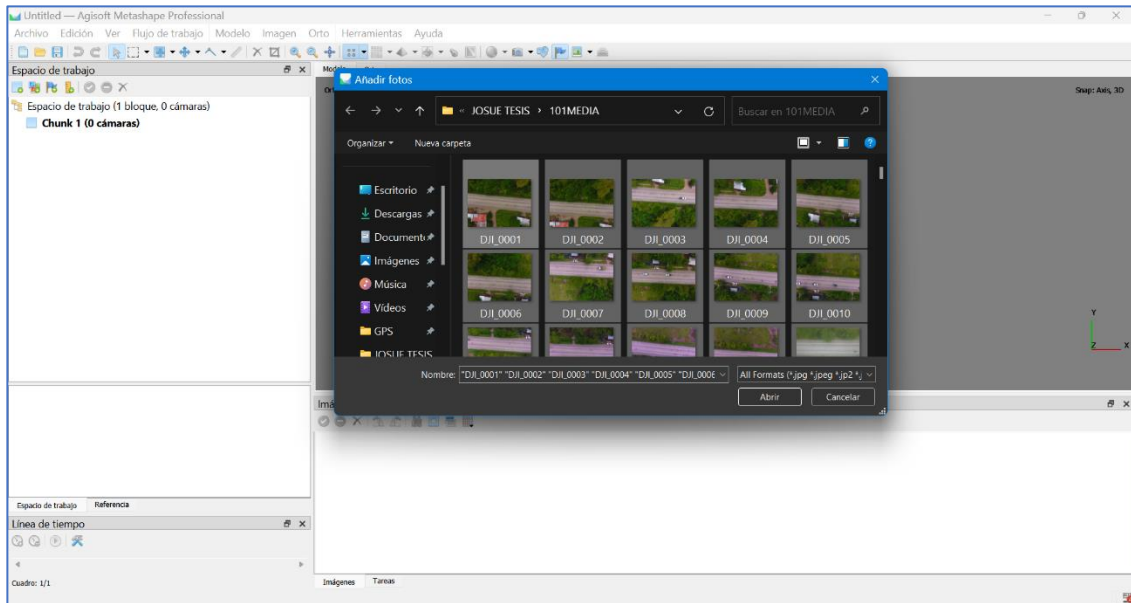 Untitled — Agisoft Metashape Professional
Archivo Edición Ver Flujo de trabajo Modelo Imagen Orto Herramientas Ayuda
Espacio de trabajo
Espacio de trabajo (1 bloque, 0 cámaras)
Chunk 1 (0 cámaras)
Snap: Axis, 3D
Añadir fotos
« JOSUE TESIS › 101MEDIA
Buscar en 101MEDIA
Organizar Nueva carpeta
Escritorio
Descargas
Documento
Imágenes
Música
Vídeos
GPS
JOSUE TESIS
DJI_0001 DJI_0002 DJI_0003 DJI_0004 DJI_0005
DJI_0006 DJI_0007 DJI_0008 DJI_0009 DJI_0010
Nombre: "DJI_0001" "DJI_0002" "DJI_0003" "DJI_0004" "DJI_0005" "DJI_0006
All Formats (*.jpg *.jpeg *.jp2 *.j
Abrir Cancelar
Y
Z X
Espacio de trabajo Referencia
Línea de tiempo
Cuadro: 1/1
Imágenes Tareas